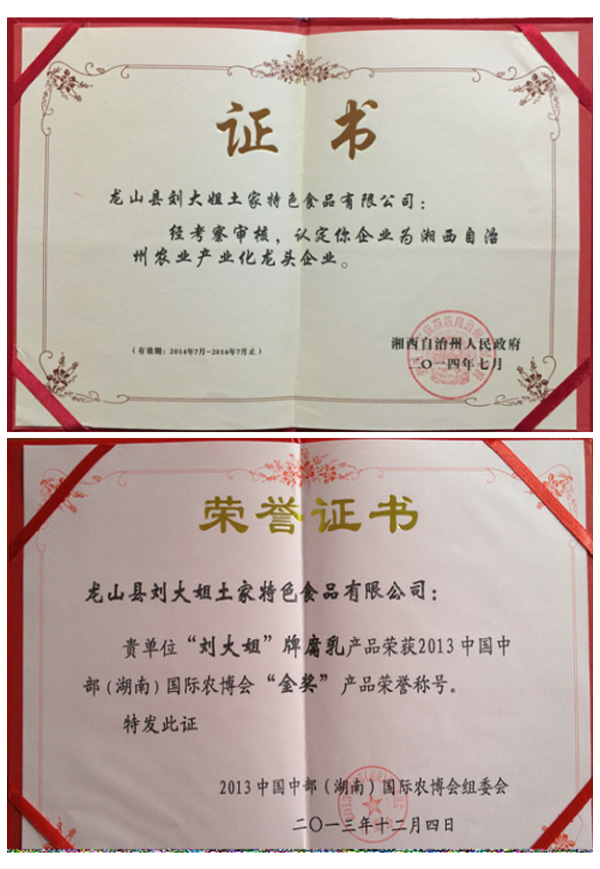 证书
龙山县刘大姐土家特色食品有限公司：
经考察审核，认定你企业为湘西自治
州农业产业化龙头企业。
（有效期：2014年7月-2016年7月止）
湘西自治州人民政府
二〇一四年七月
荣誉证书
龙山县刘大姐土家特色食品有限公司：
贵单位“刘大姐”牌腐乳产品荣获2013中国中
部（湖南）国际农博会“金奖”产品荣誉称号。
特发此证
2013中国中部（湖南）国际农博会组委会
二〇一三年十二月四日